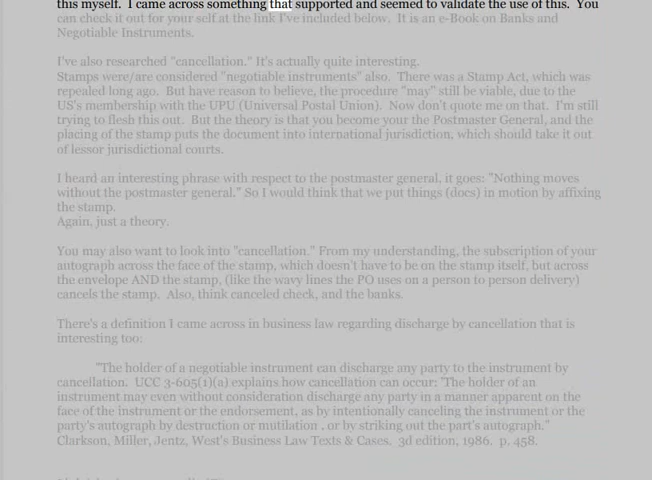 this myself. I came across something that supported and seemed to validate the use of this. You
can check it out for your self at the link I've included below. It is an e-Book on Banks and
Negotiable Instruments.
I've also researched "cancellation." It's actually quite interesting.
Stamps were/are considered "negotiable instruments" also. There was a Stamp Act, which was
repealed long ago. But have reason to believe, the procedure "may" still be viable, due to the
US's membership with the UPU (Universal Postal Union). Now don't quote me on that. I'm still
trying to flesh this out. But the theory is that you become your the Postmaster General, and the
placing of the stamp puts the document into international jurisdiction, which should take it out
of lessor jurisdictional courts.
I heard an interesting phrase with respect to the postmaster general, it goes: "Nothing moves
without the postmaster general." So I would think that we put things (docs) in motion by affixing
the stamp.
Again, just a theory.
You may also want to look into "cancellation." From my understanding, the subscription of your
autograph across the face of the stamp, which doesn't have to be on the stamp itself, but across
the envelope AND the stamp, (like the wavy lines the PO uses on a person to person delivery)
cancels the stamp. Also, think canceled check, and the banks.
There's a definition I came across in business law regarding discharge by cancellation that is
interesting too:
"The holder of a negotiable instrument can discharge any party to the instrument by
cancellation. UCC 3-605(1)(a) explains how cancellation can occur: 'The holder of an
instrument may even without consideration discharge any party in a manner apparent on the
face of the instrument or the endorsement, as by intentionally canceling the instrument or the
party's autograph by destruction or mutilation , or by striking out the part's autograph."
Clarkson, Miller, Jentz, West's Business Law Texts & Cases. 3d edition, 1986. p. 458.